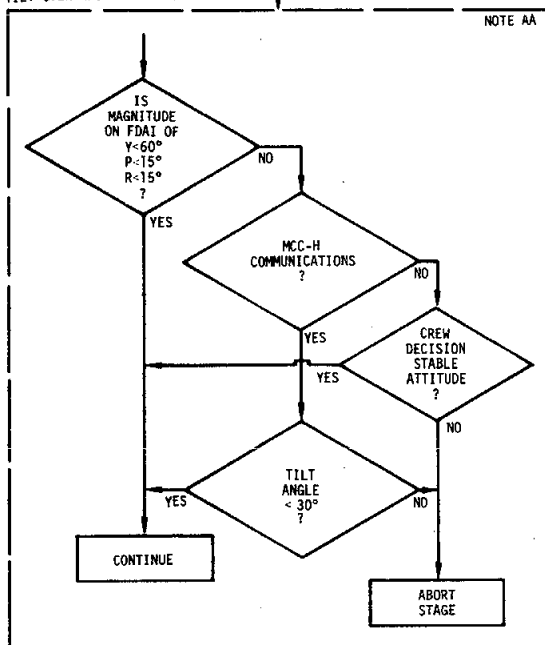 NOTE AA
IS
MAGNITUDE
ON FDAI OF
Y<60°
P<15°
R<15°
?
NO
YES
MCC-H
COMMUNICATIONS
?
NO
YES
CREW
DECISION
STABLE
ATTITUDE
?
YES
NO
TILT
ANGLE
< 30°
?
YES
NO
CONTINUE
ABORT
STAGE